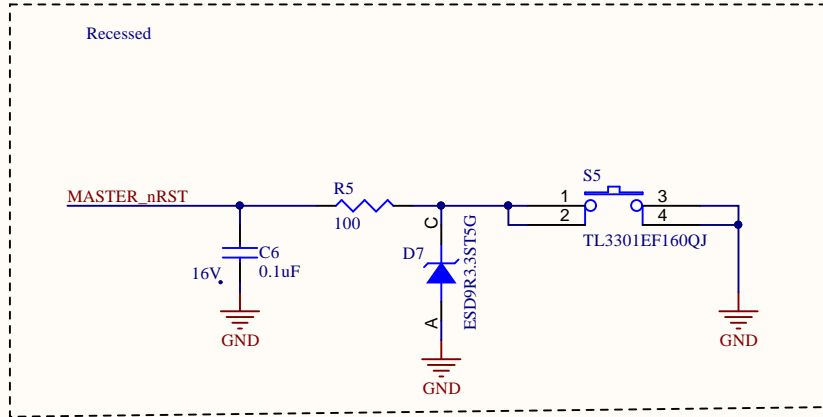 Recessed
MASTER_nRST
R5
100
C6
0.1uF
16V
GND
C
D7
A
ESD9R3.3ST5G
GND
S5
1
2
3
4
TL3301EF160QJ
GND